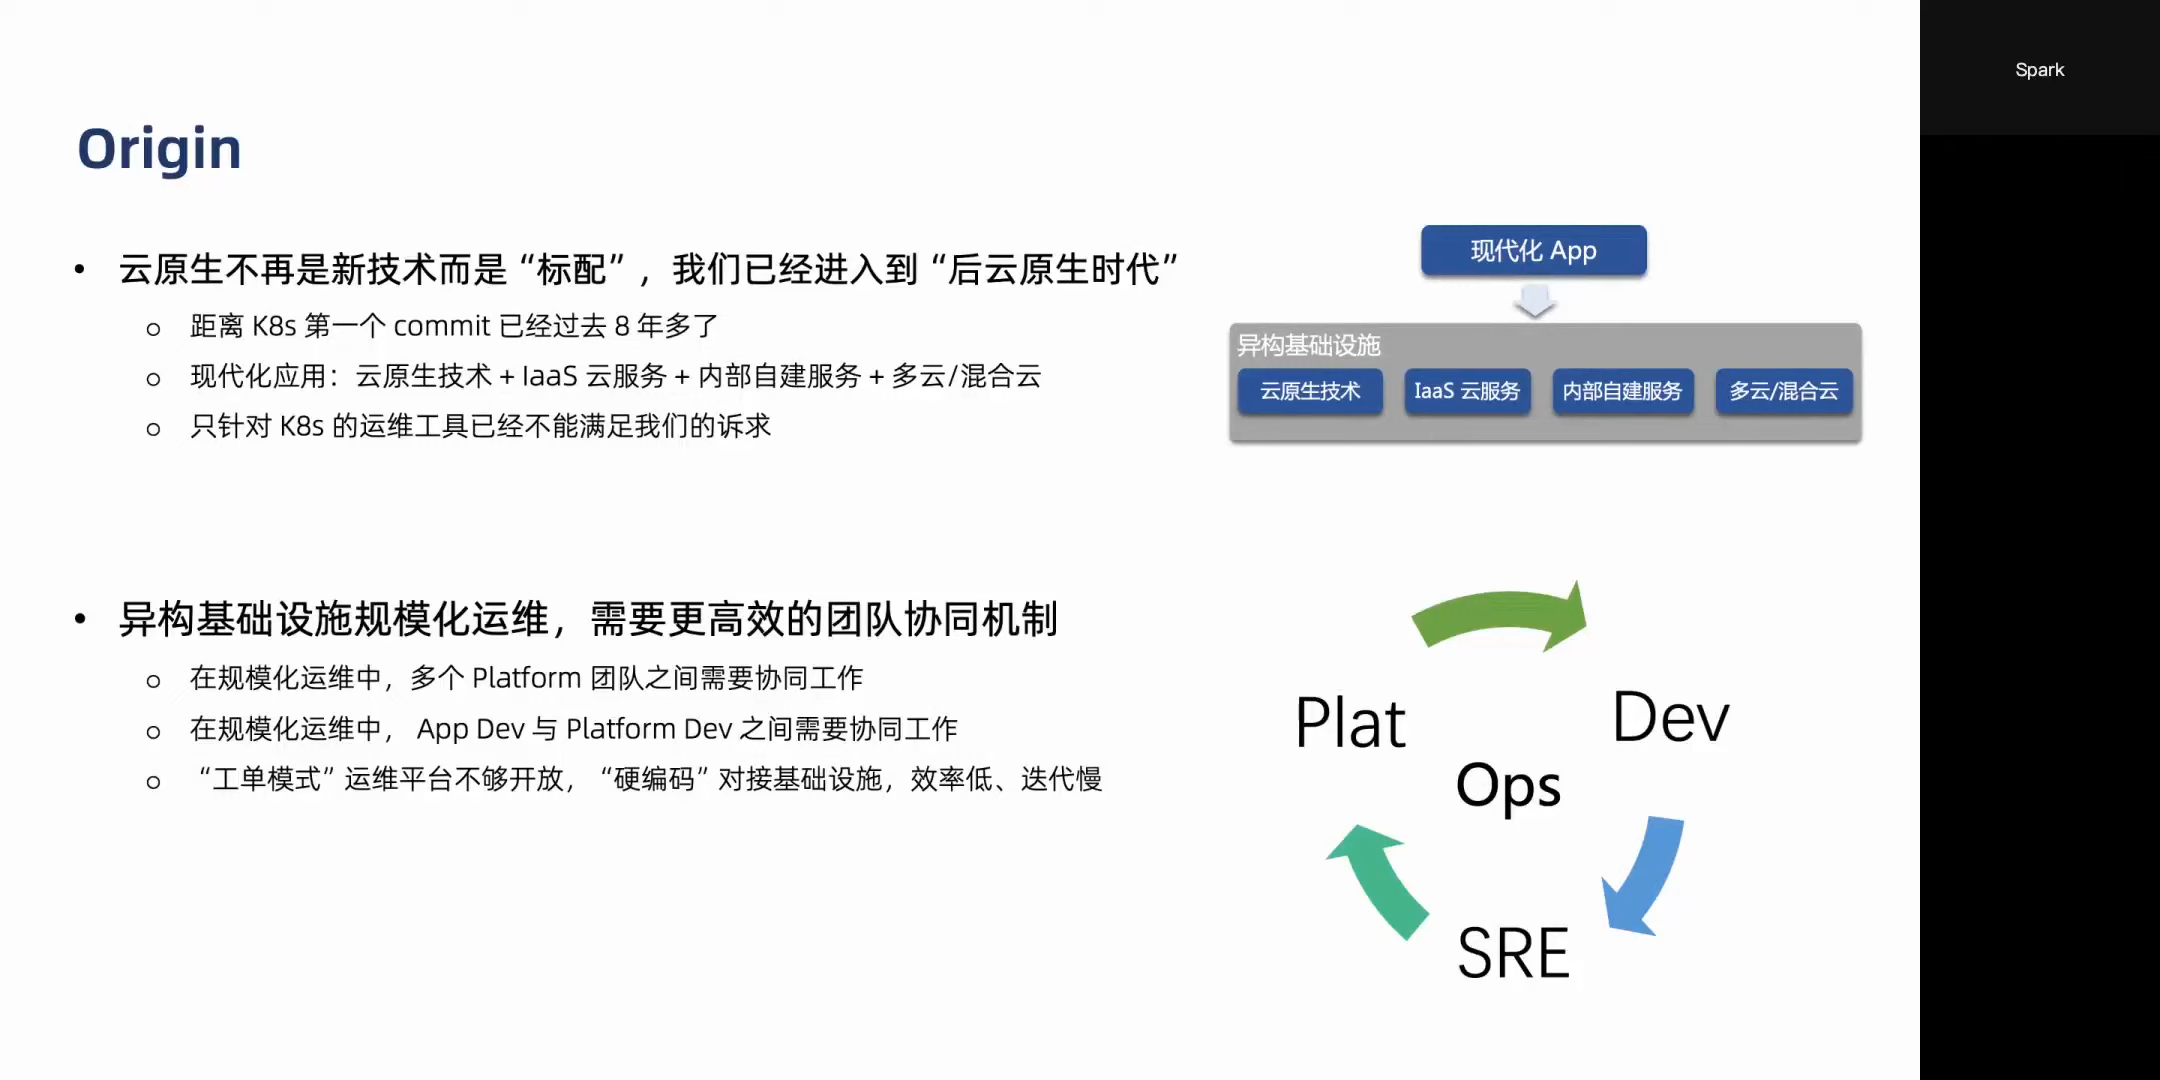 Spark
Origin
• 云原生不再是新技术而是“标配”，我们已经进入到“后云原生时代”
○ 距离 K8s 第一个 commit 已经过去 8 年多了
○ 现代化应用：云原生技术 + IaaS 云服务 + 内部自建服务 + 多云/混合云
○ 只针对 K8s 的运维工具已经不能满足我们的诉求
现代化 App
异构基础设施
云原生技术
IaaS 云服务
内部自建服务
多云/混合云
• 异构基础设施规模化运维，需要更高效的团队协同机制
○ 在规模化运维中，多个 Platform 团队之间需要协同工作
○ 在规模化运维中， App Dev 与 Platform Dev 之间需要协同工作
○ “工单模式”运维平台不够开放，“硬编码”对接基础设施，效率低、迭代慢
Plat
Dev
Ops
SRE